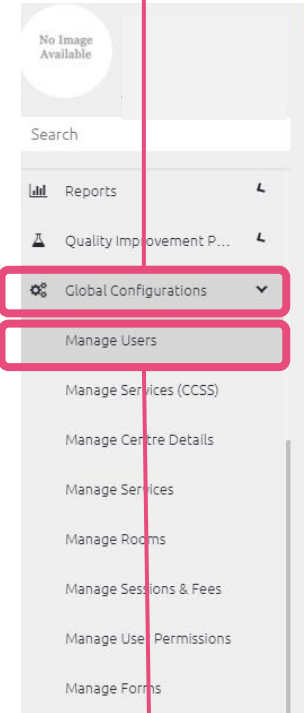 No Image
Available
Search
Reports
Quality Improvement P...
Global Configurations
Manage Users
Manage Services (CCSS)
Manage Centre Details
Manage Services
Manage Rooms
Manage Sessions & Fees
Manage User Permissions
Manage Forms